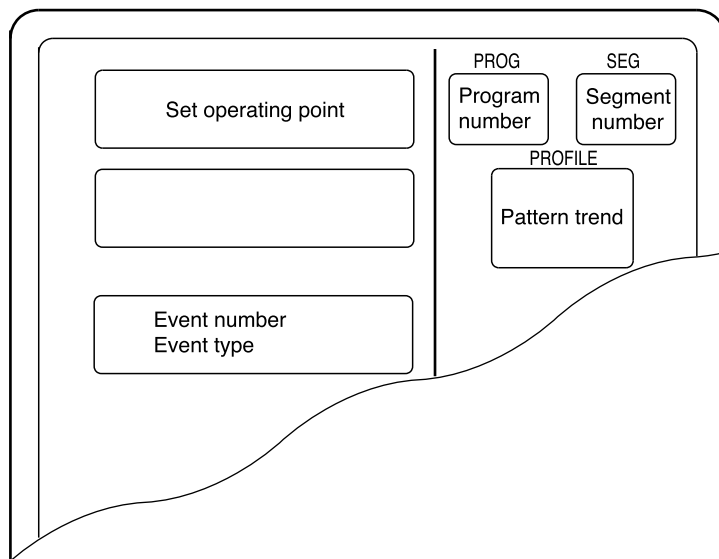 Set operating point
Event number
Event type
PROG
Program
number
SEG
Segment
number
PROFILE
Pattern trend